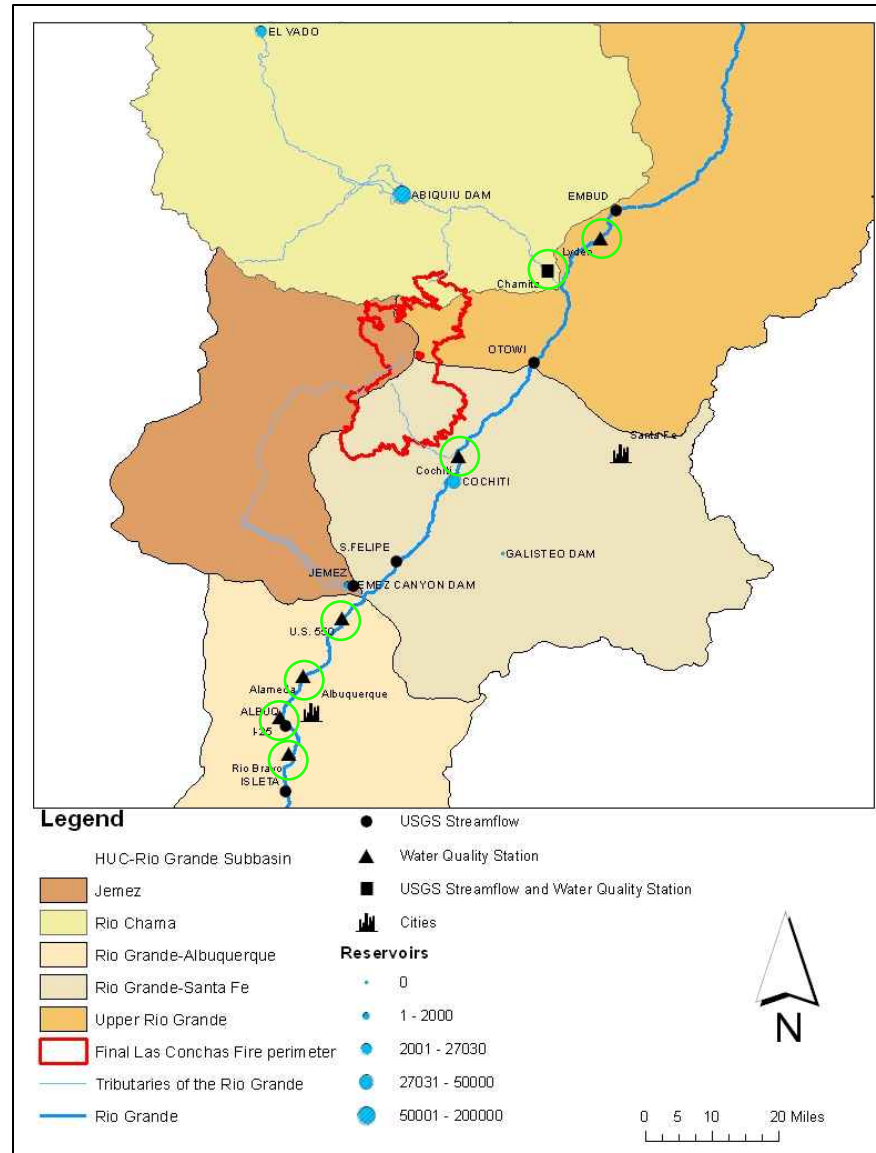 EL VADO
ABIQUIU DAM
EMBUD
Chamita
OTOWI
Santa Fe
Cochiti
COCHITI
S.FELIPE
GALISTEO DAM
JEMEZ
EMEZ CANYON DAM
U.S. 550
Alameda
Albuquerque
ALBUQ
I-25
Rio Bravo
ISLETA
Legend
HUC-Rio Grande Subbasin
Jemez
Rio Chama
Rio Grande-Albuquerque
Rio Grande-Santa Fe
Upper Rio Grande
Final Las Conchas Fire perimeter
Tributaries of the Rio Grande
Rio Grande
USGS Streamflow
Water Quality Station
USGS Streamflow and Water Quality Station
Cities
Reservoirs
0
1 - 2000
2001 - 27030
27031 - 50000
50001 - 200000
N
0 5 10 20 Miles